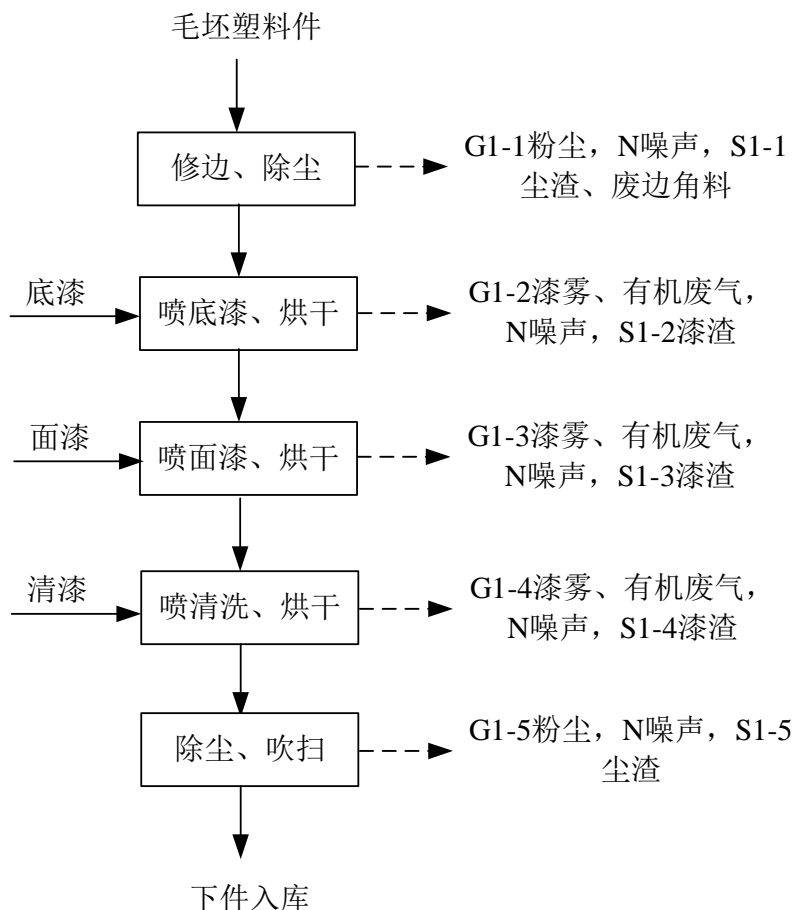 毛坯塑料件
修边、除尘
G1-1粉尘，N噪声，S1-1
尘渣、废边角料
底漆
喷底漆、烘干
G1-2漆雾、有机废气，
N噪声，S1-2漆渣
面漆
喷面漆、烘干
G1-3漆雾、有机废气，
N噪声，S1-3漆渣
清漆
喷清洗、烘干
G1-4漆雾、有机废气，
N噪声，S1-4漆渣
除尘、吹扫
G1-5粉尘，N噪声，S1-5
尘渣
下件入库